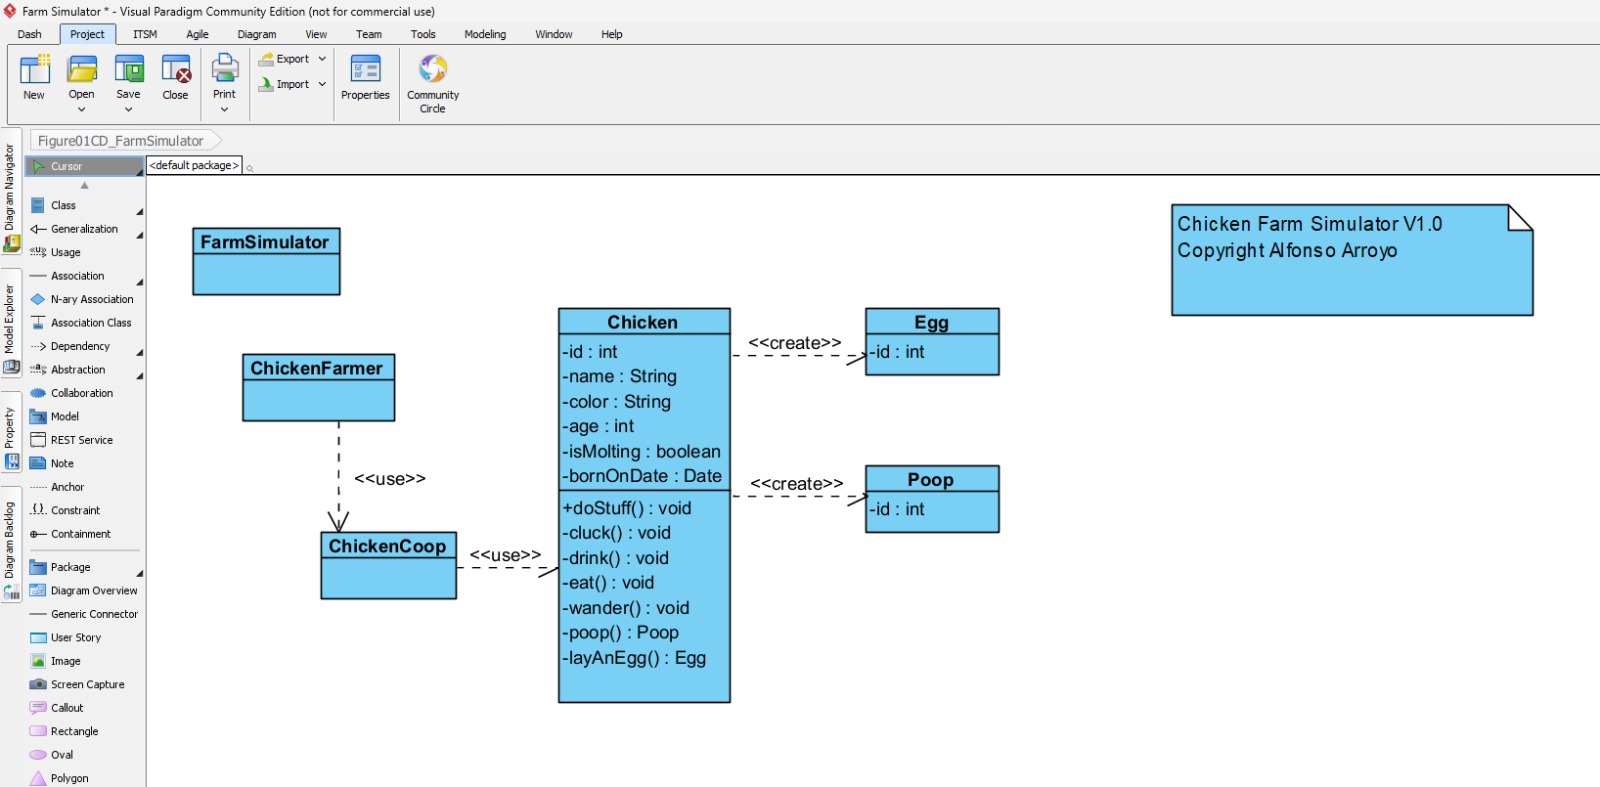 Farm Simulator * - Visual Paradigm Community Edition (not for commercial use)
Dash Project ITSM Agile Diagram View Team Tools Modeling Window Help
New Open Save Close Print Export Import Properties Community Circle
Figure01CD_FarmSimulator
Diagram Navigator
Model Explorer
Property
Diagram Backlog
Cursor
Class
Generalization
Usage
Association
N-ary Association
Association Class
Dependency
Abstraction
Collaboration
Model
REST Service
Note
Anchor
Constraint
Containment
Package
Diagram Overview
Generic Connector
User Story
Image
Screen Capture
Callout
Rectangle
Oval
Polygon
<default package>
FarmSimulator
ChickenFarmer
<<use>>
ChickenCoop
<<use>>
Chicken
-id : int
-name : String
-color : String
-age : int
-isMolting : boolean
-bornOnDate : Date
+doStuff() : void
-cluck() : void
-drink() : void
-eat() : void
-wander() : void
-poop() : Poop
-layAnEgg() : Egg
<<create>>
Egg
-id : int
<<create>>
Poop
-id : int
Chicken Farm Simulator V1.0
Copyright Alfonso Arroyo